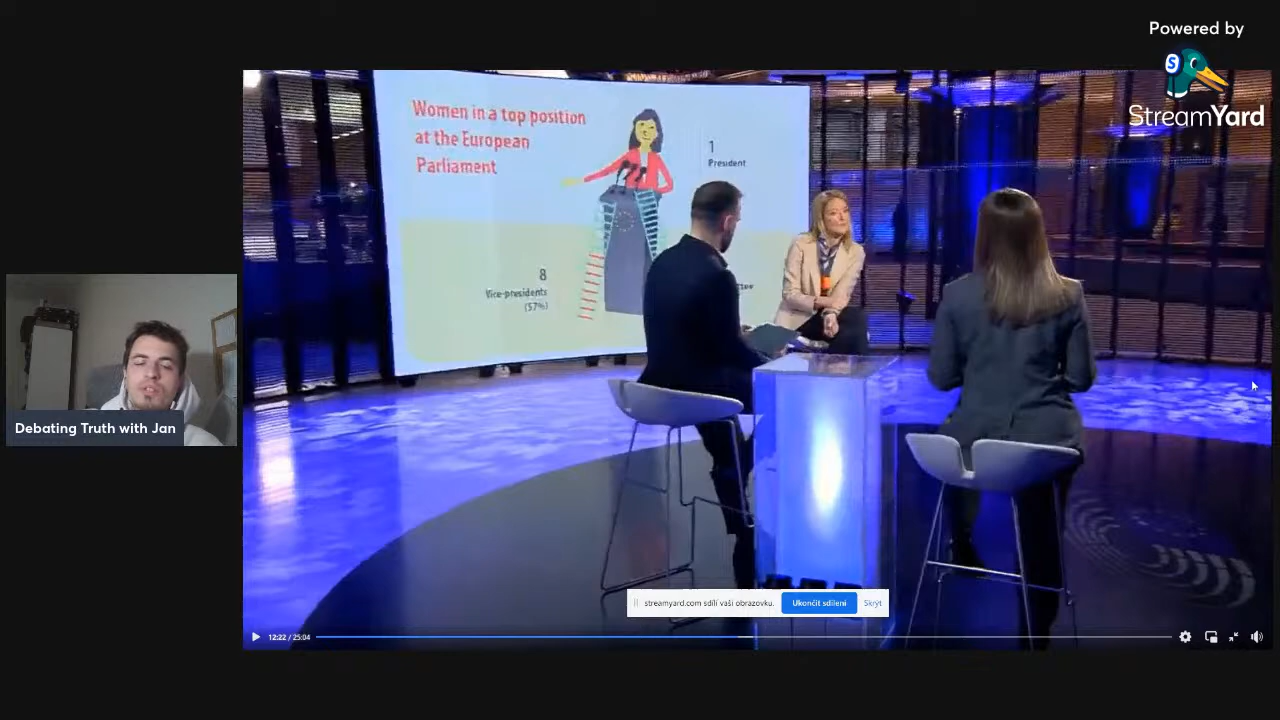 Powered by
S
StreamYard
Women in a top position
at the European
Parliament
1
President
8
Vice-presidents
(57%)
Debating Truth with Jan
streamyard.com sdílí vaši obrazovku.
Ukončit sdílení
Skrýt
12:22 / 25:04